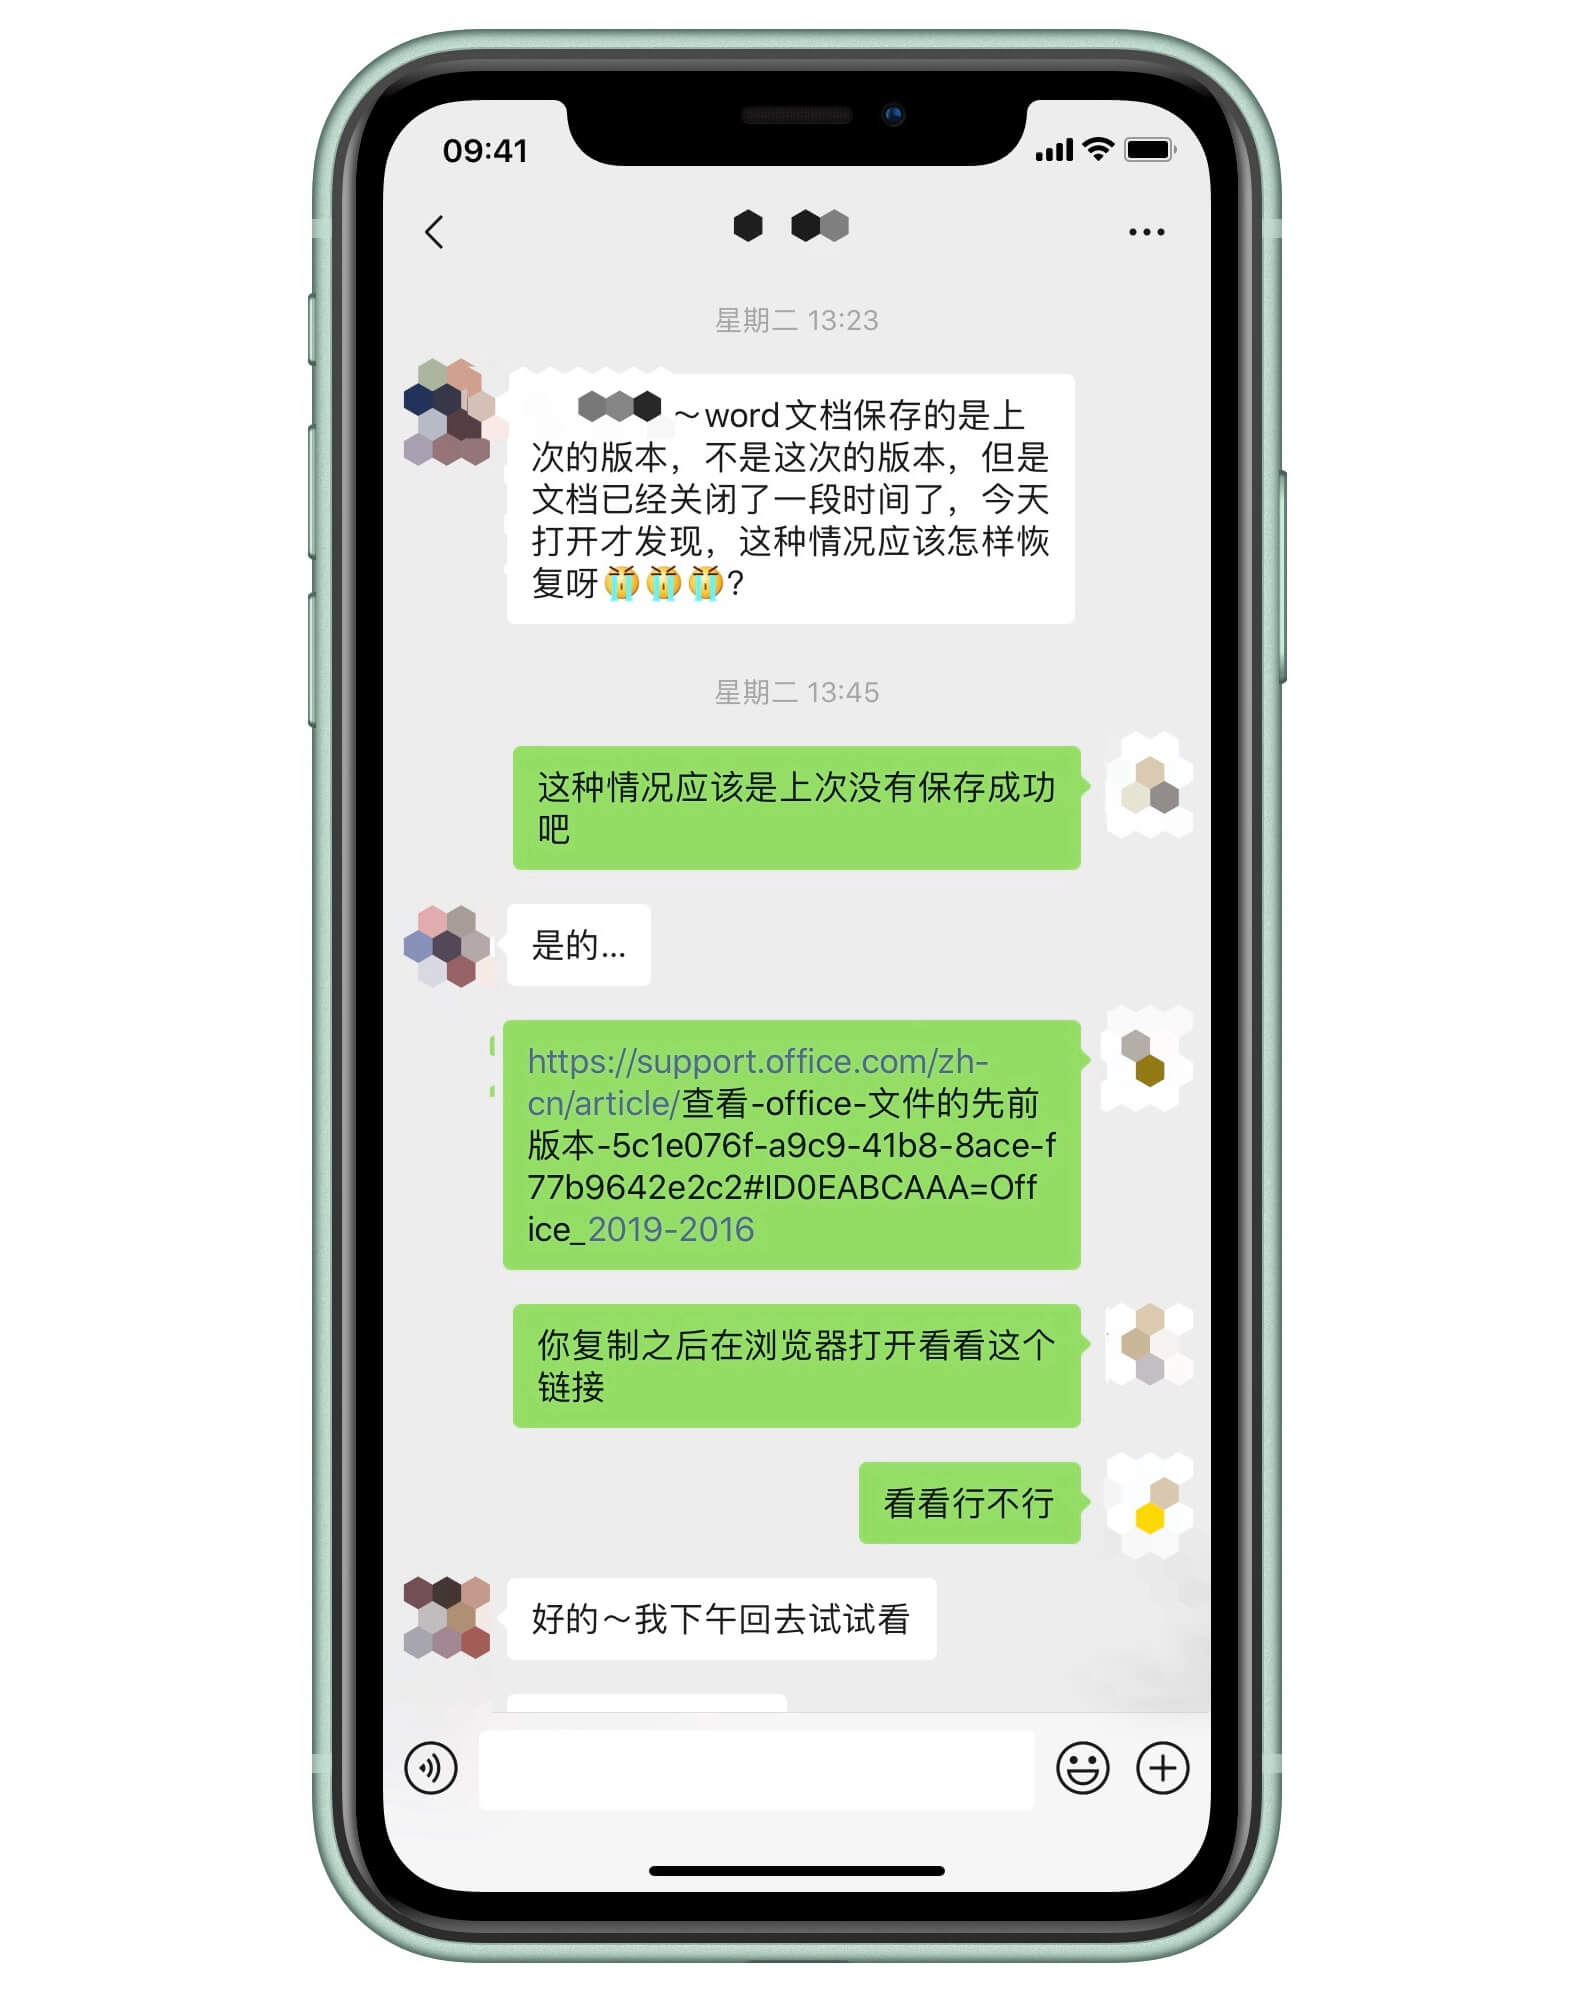 09:41
星期二 13:23
～word文档保存的是上
次的版本，不是这次的版本，但是
文档已经关闭了一段时间了，今天
打开才发现，这种情况应该怎样恢
复呀😭😭😭?
星期二 13:45
这种情况应该是上次没有保存成功
吧
是的...
https://support.office.com/zh-
cn/article/查看-office-文件的先前
版本-5c1e076f-a9c9-41b8-8ace-f
77b9642e2c2#ID0EABCAAA=Off
ice_2019-2016
你复制之后在浏览器打开看看这个
链接
看看行不行
好的～我下午回去试试看